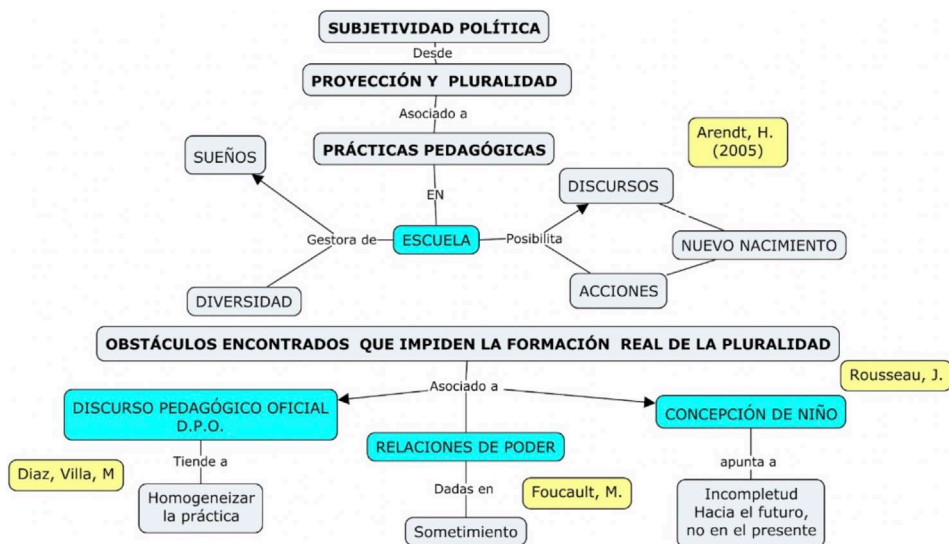 SUBJETIVIDAD POLÍTICA
Desde
PROYECCIÓN Y PLURALIDAD
Asociado a
PRÁCTICAS PEDAGÓGICAS
Arendt, H.
(2005)
SUEÑOS
EN
DISCURSOS
Gestora de
ESCUELA
Posibilita
NUEVO NACIMIENTO
DIVERSIDAD
ACCIONES
OBSTÁCULOS ENCONTRADOS QUE IMPIDEN LA FORMACIÓN REAL DE LA PLURALIDAD
Asociado a
Rousseau, J.
DISCURSO PEDAGÓGICO OFICIAL
D.P.O.
RELACIONES DE PODER
CONCEPCIÓN DE NIÑO
Diaz, Villa, M
Tiende a
Homogeneizar
la práctica
Dadas en
Sometimiento
Foucault, M.
apunta a
Incompletud
Hacia el futuro,
no en el presente